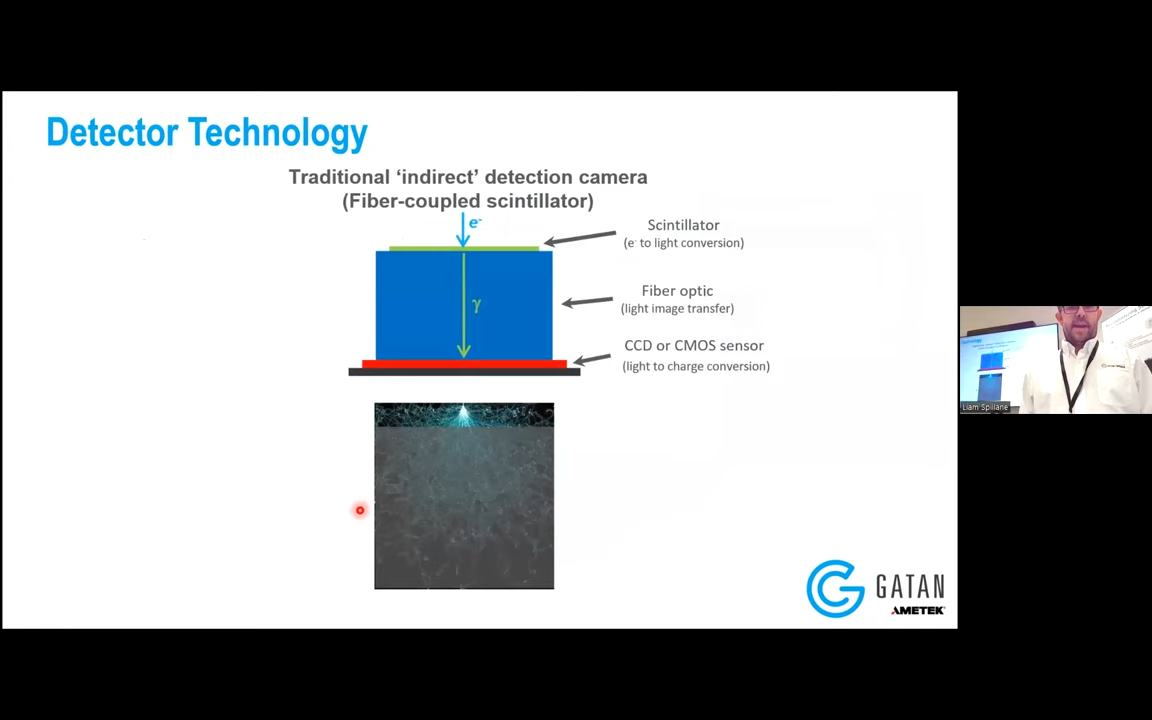 Detector Technology
Traditional ‘indirect’ detection camera
(Fiber-coupled scintillator)
e-
Scintillator
(e- to light conversion)
γ
Fiber optic
(light image transfer)
CCD or CMOS sensor
(light to charge conversion)
Liam Spillane
GATAN
AMETEK